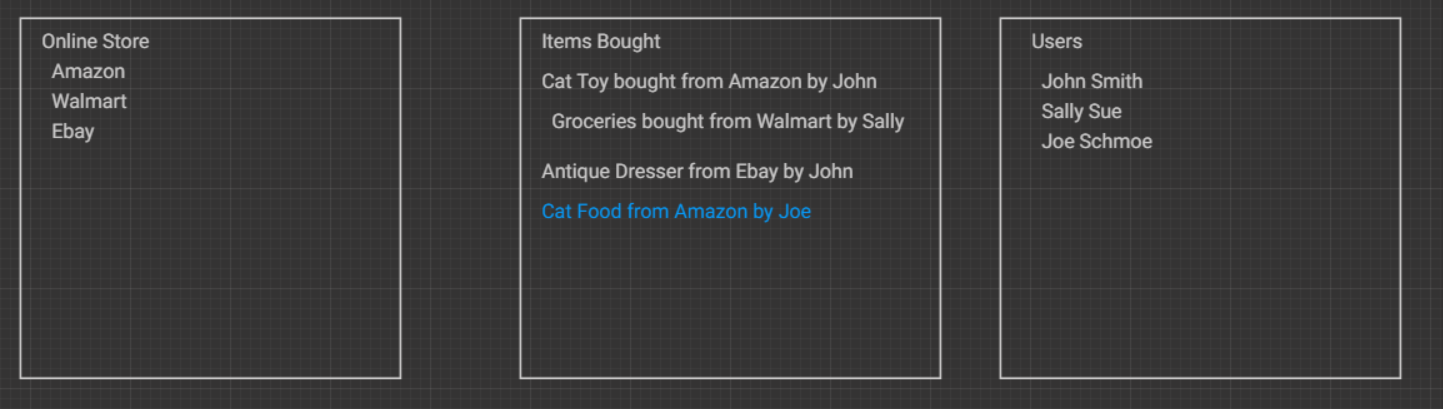 Online Store
Amazon
Walmart
Ebay
Items Bought
Cat Toy bought from Amazon by John
Groceries bought from Walmart by Sally
Antique Dresser from Ebay by John
Cat Food from Amazon by Joe
Users
John Smith
Sally Sue
Joe Schmoe